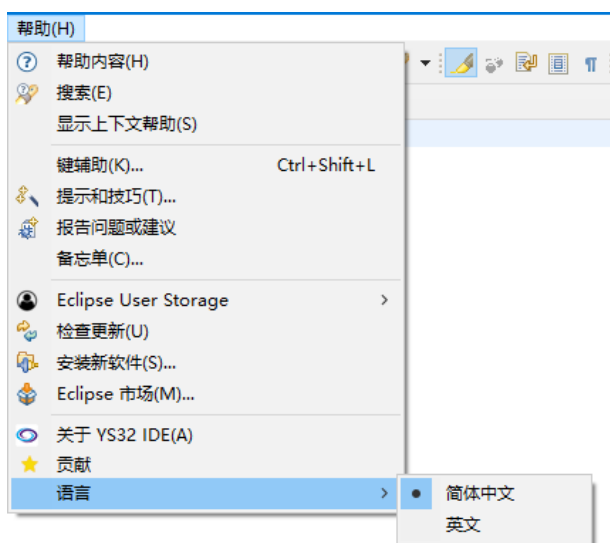 帮助(H)
帮助内容(H)
搜索(E)
显示上下文帮助(S)
键辅助(K)... Ctrl+Shift+L
提示和技巧(T)...
报告问题或建议
备忘单(C)...
Eclipse User Storage
检查更新(U)
安装新软件(S)...
Eclipse 市场(M)...
关于 YS32 IDE(A)
贡献
语言
简体中文
英文